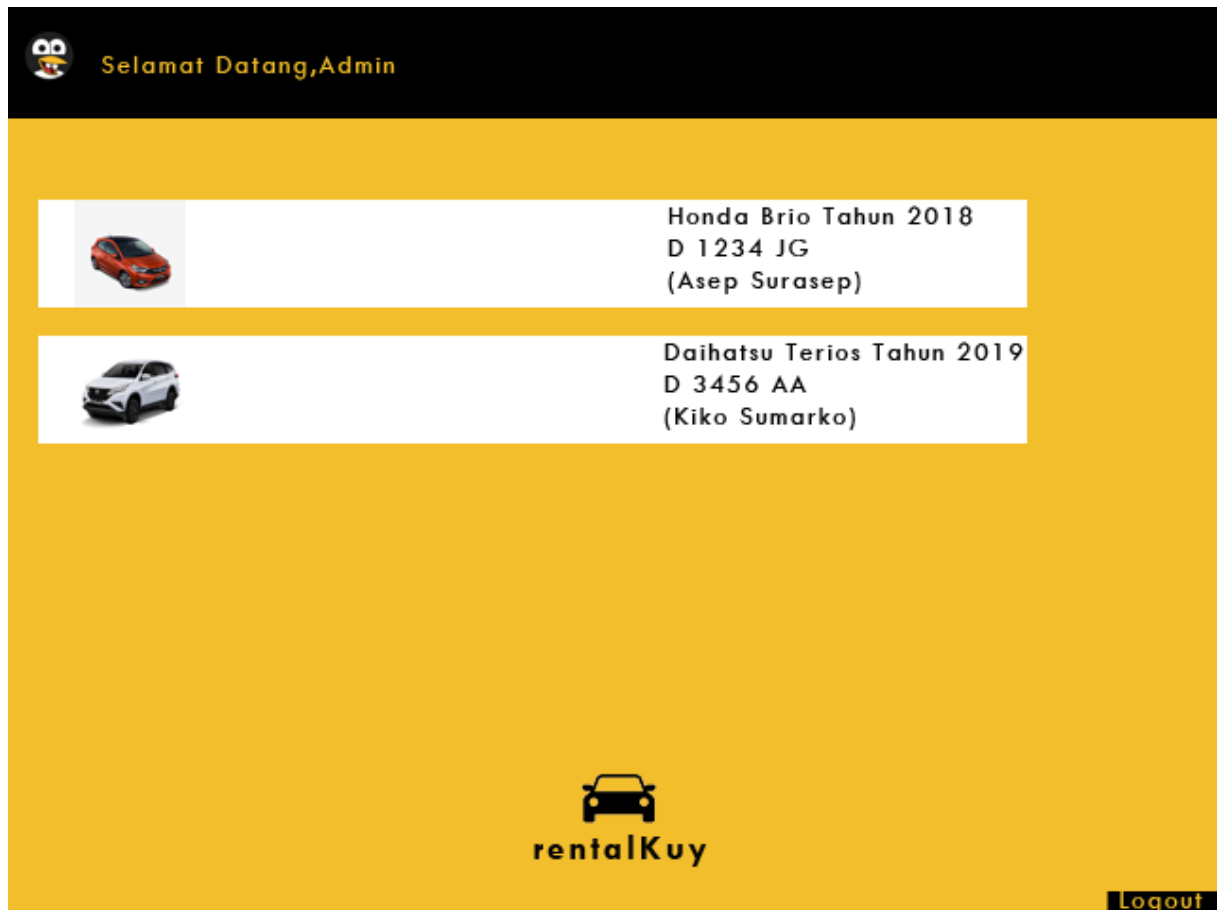 Selamat Datang,Admin
Honda Brio Tahun 2018
D 1234 JG
(Asep Surasep)
Daihatsu Terios Tahun 2019
D 3456 AA
(Kiko Sumarko)
rentalKuy
Logout